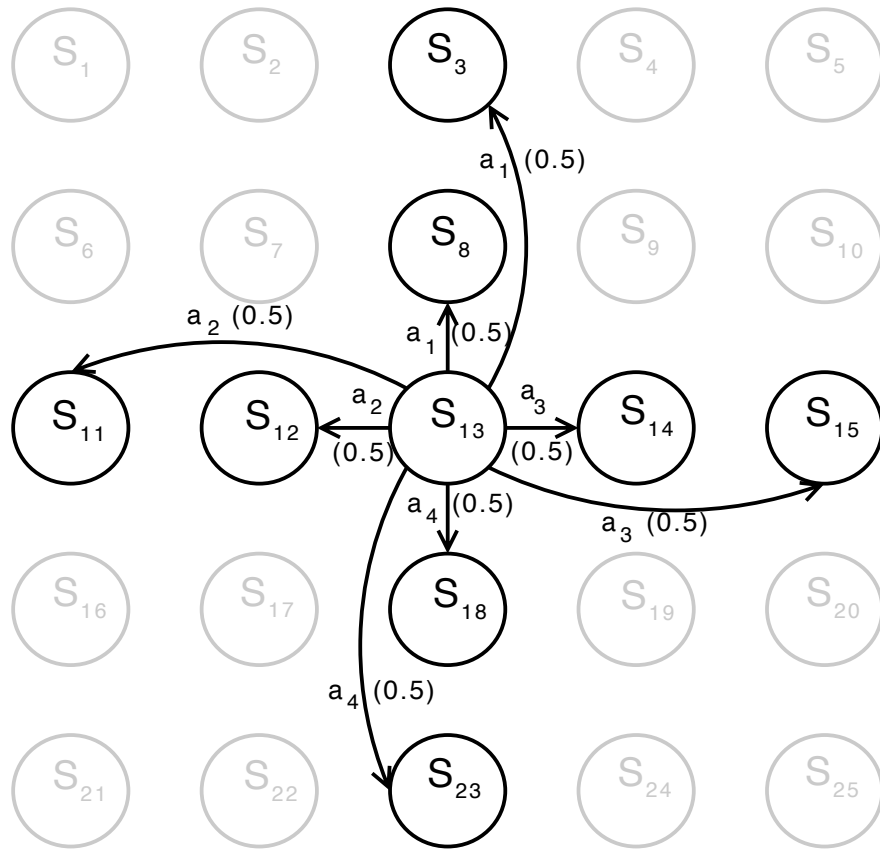 S1 S2 S3 S4 S5
a1 (0.5)
S6 S7 S8 S9 S10
a2 (0.5)
a1 (0.5)
a2 a3
S11 S12 S13 S14 S15
(0.5) (0.5)
a4 (0.5)
a3 (0.5)
S16 S17 S18 S19 S20
a4 (0.5)
S21 S22 S23 S24 S25